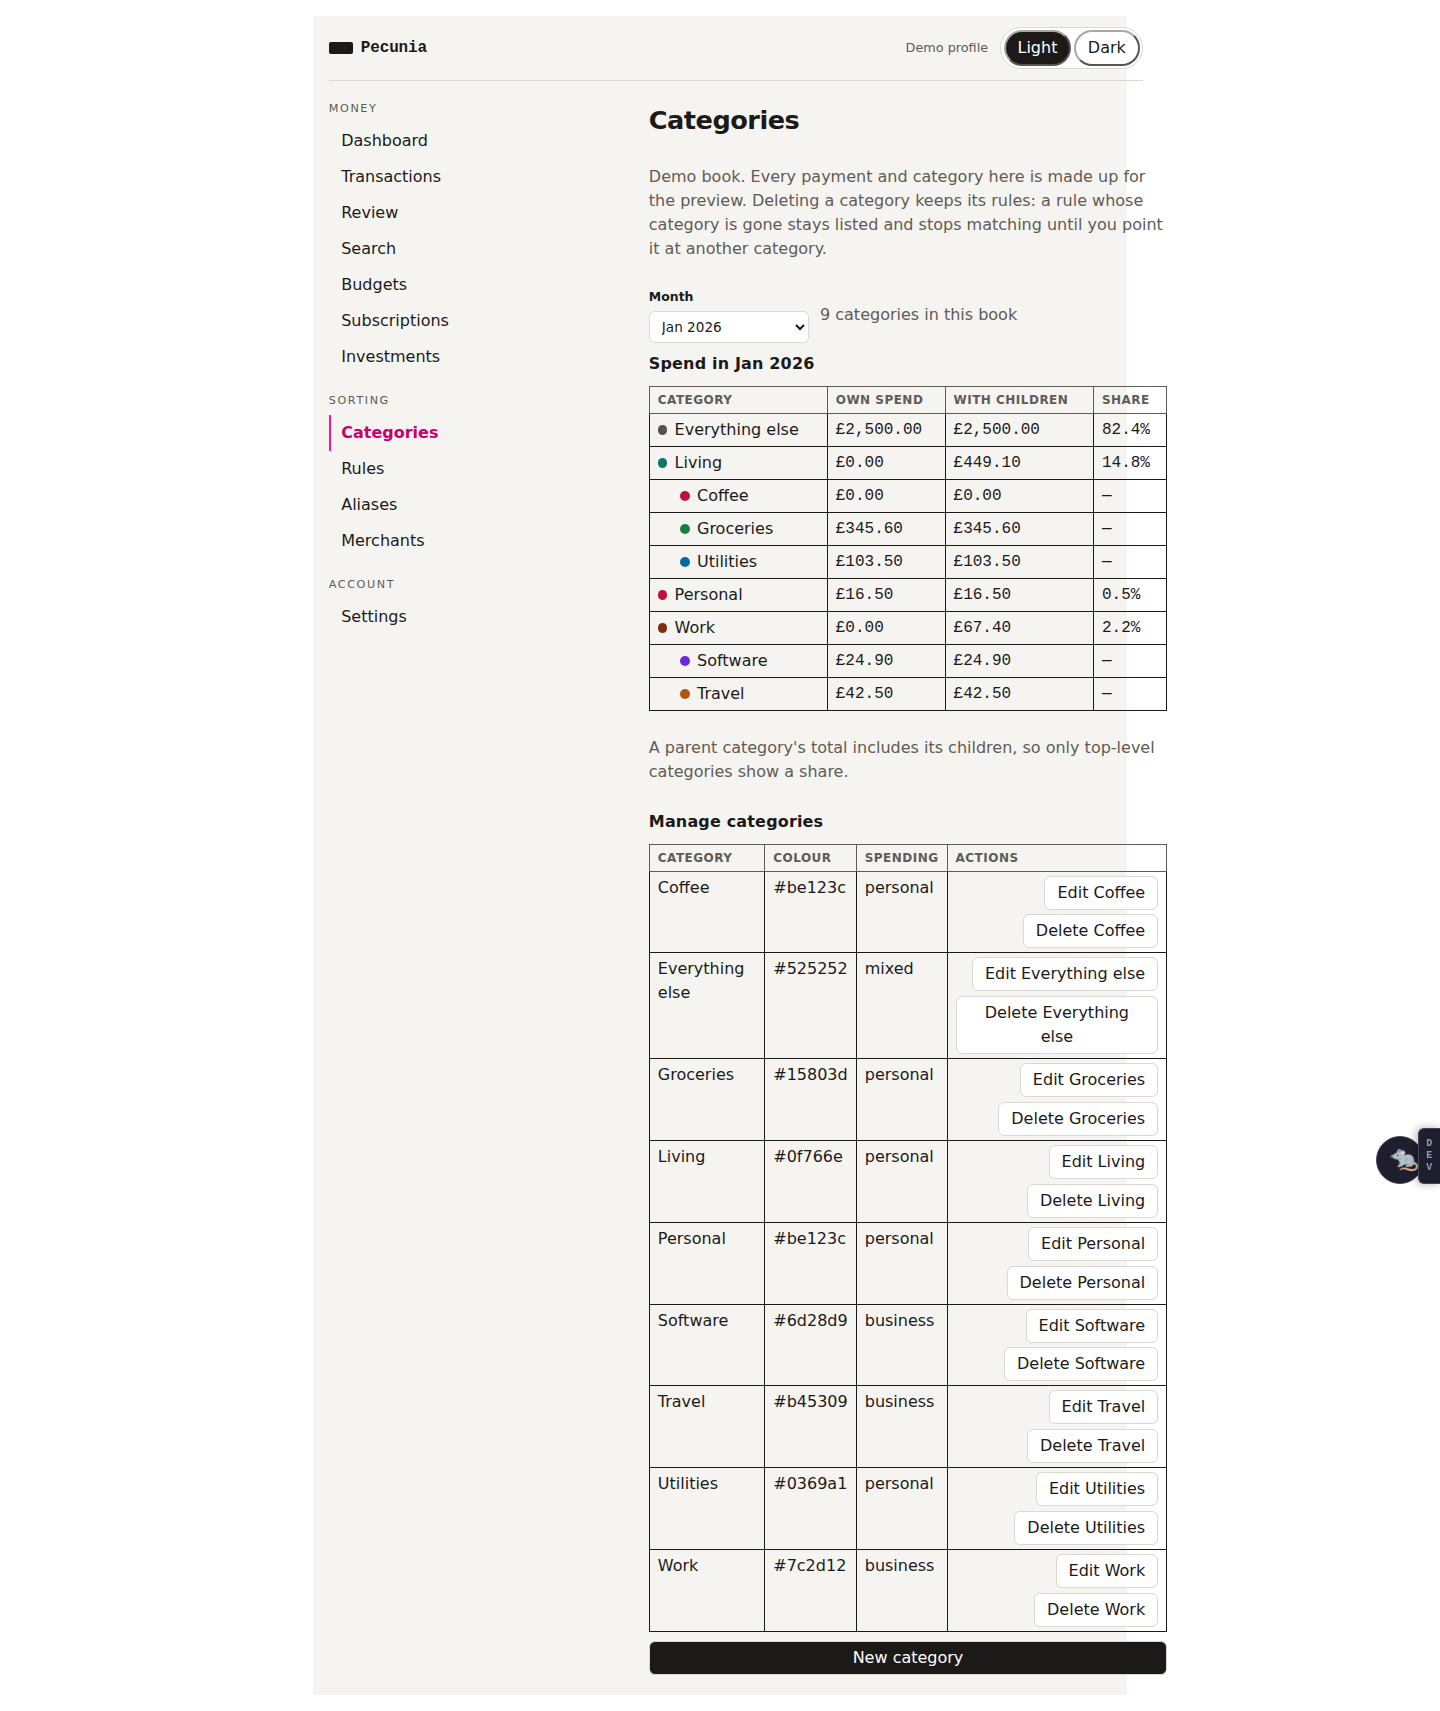 Pecunia
Demo profile
Light
Dark
MONEY
Dashboard
Transactions
Review
Search
Budgets
Subscriptions
Investments
SORTING
Categories
Rules
Aliases
Merchants
ACCOUNT
Settings
Categories
Demo book. Every payment and category here is made up for
the preview. Deleting a category keeps its rules: a rule whose
category is gone stays listed and stops matching until you point
it at another category.
Month
Jan 2026
9 categories in this book
Spend in Jan 2026
CATEGORY OWN SPEND WITH CHILDREN SHARE
Everything else £2,500.00 £2,500.00 82.4%
Living £0.00 £449.10 14.8%
Coffee £0.00 £0.00 —
Groceries £345.60 £345.60 —
Utilities £103.50 £103.50 —
Personal £16.50 £16.50 0.5%
Work £0.00 £67.40 2.2%
Software £24.90 £24.90 —
Travel £42.50 £42.50 —
A parent category's total includes its children, so only top-level
categories show a share.
Manage categories
CATEGORY COLOUR SPENDING ACTIONS
Coffee #be123c personal Edit Coffee
Delete Coffee
Everything #525252 mixed Edit Everything else
else
Delete Everything
else
Groceries #15803d personal Edit Groceries
Delete Groceries
Living #0f766e personal Edit Living
Delete Living
Personal #be123c personal Edit Personal
Delete Personal
Software #6d28d9 business Edit Software
Delete Software
Travel #b45309 business Edit Travel
Delete Travel
Utilities #0369a1 personal Edit Utilities
Delete Utilities
Work #7c2d12 business Edit Work
Delete Work
New category
DEV